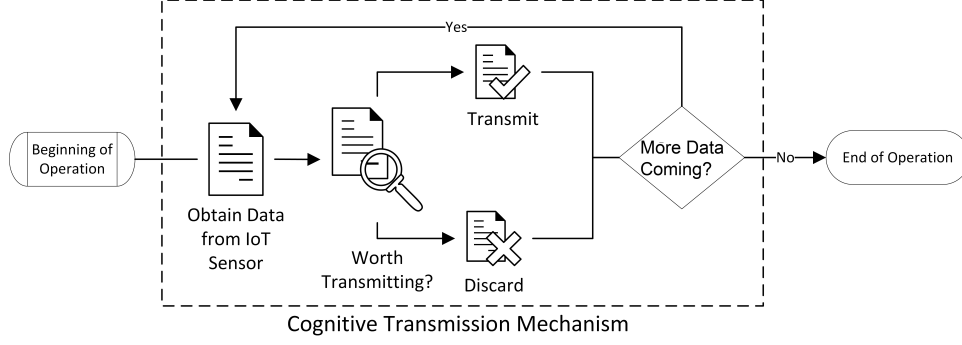 Yes
Beginning of
Operation
Obtain Data
from IoT
Sensor
Worth
Transmitting?
Transmit
Discard
More Data
Coming?
No
End of Operation
Cognitive Transmission Mechanism